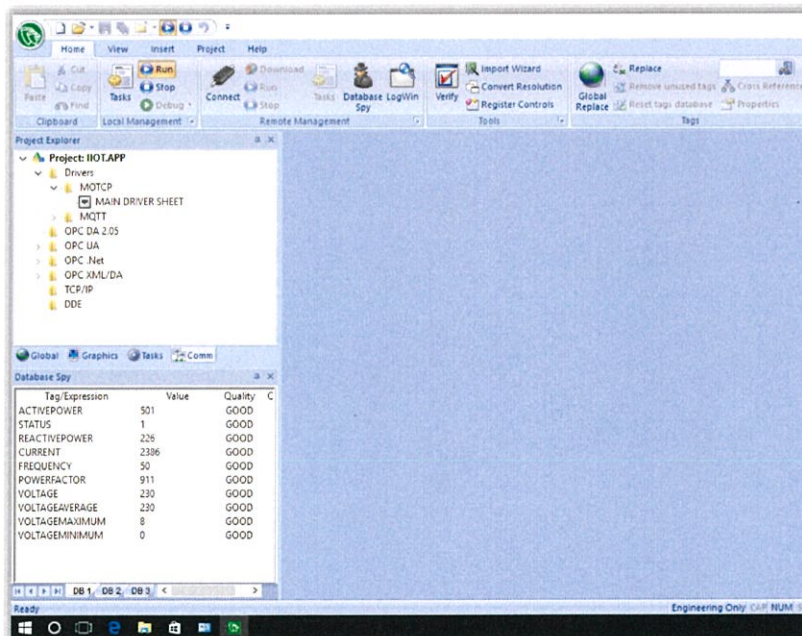 Home View Insert Project Help
Paste Cut Copy Find
Clipboard
Tasks Run Stop Debug
Local Management
Connect Download Run Stop Tasks Database Spy LogWin
Remote Management
Verify Import Wizard Convert Resolution Register Controls
Tools
Global Replace Replace Remove unused tags Reset tags database Cross Reference Properties
Tags
Project Explorer
Project: IIOT.APP
Drivers
MOTCP
MAIN DRIVER SHEET
MQTT
OPC DA 2.05
OPC UA
OPC .Net
OPC XML/DA
TCP/IP
DDE
Global Graphics Tasks Comm
Database Spy
Tag/Expression Value Quality C
ACTIVEPOWER 501 GOOD
STATUS 1 GOOD
REACTIVEPOWER 226 GOOD
CURRENT 2386 GOOD
FREQUENCY 50 GOOD
POWERFACTOR 911 GOOD
VOLTAGE 230 GOOD
VOLTAGEAVERAGE 230 GOOD
VOLTAGEMAXIMUM 8 GOOD
VOLTAGEMINIMUM 0 GOOD
DB 1 DB 2 DB 3
Ready Engineering Only CAP NUM